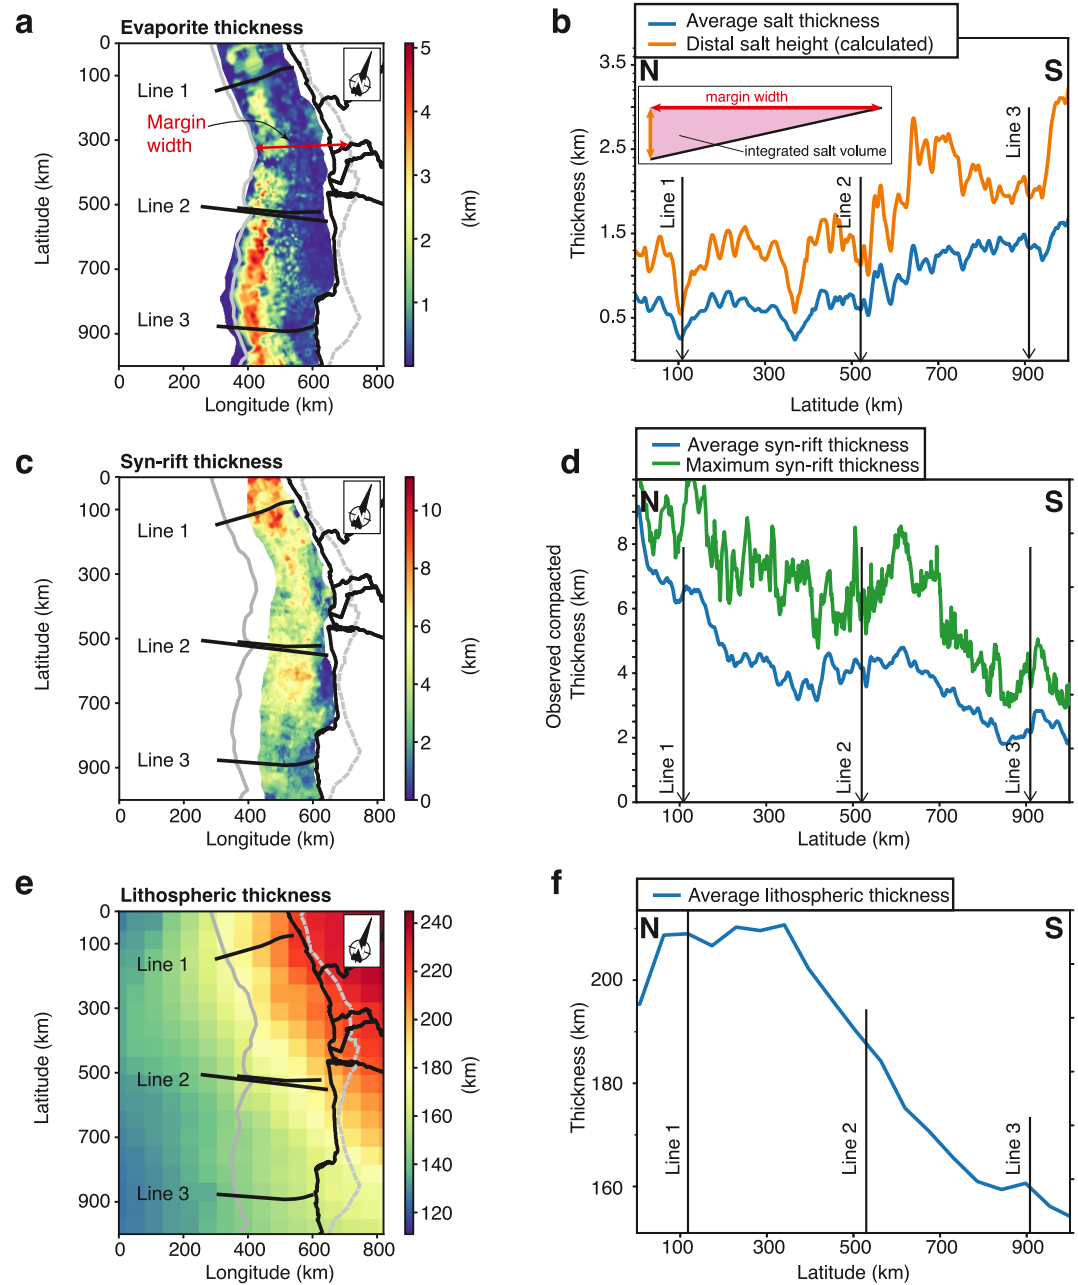 a
Evaporite thickness
0
100
300
500
700
900
Latitude (km)
0
200
400
600
800
Longitude (km)
Line 1
Margin
width
Line 2
Line 3
N
5
4
3
2
1
(km)
b
Average salt thickness
Distal salt height (calculated)
N
S
3.5
2.5
1.5
0.5
Thickness (km)
margin width
integrated salt volume
Line 1
Line 2
Line 3
100
300
500
700
900
Latitude (km)
c
Syn-rift thickness
0
100
300
500
700
900
Latitude (km)
0
200
400
600
800
Longitude (km)
Line 1
Line 2
Line 3
N
10
8
6
4
2
0
(km)
d
Average syn-rift thickness
Maximum syn-rift thickness
N
S
8
6
4
2
0
Observed compacted
Thickness (km)
Line 1
Line 2
Line 3
100
300
500
700
900
Latitude (km)
e
Lithospheric thickness
0
100
300
500
700
900
Latitude (km)
0
200
400
600
800
Longitude (km)
Line 1
Line 2
Line 3
N
240
220
200
180
160
140
120
(km)
f
Average lithospheric thickness
N
S
200
180
160
Thickness (km)
Line 1
Line 2
Line 3
100
300
500
700
900
Latitude (km)